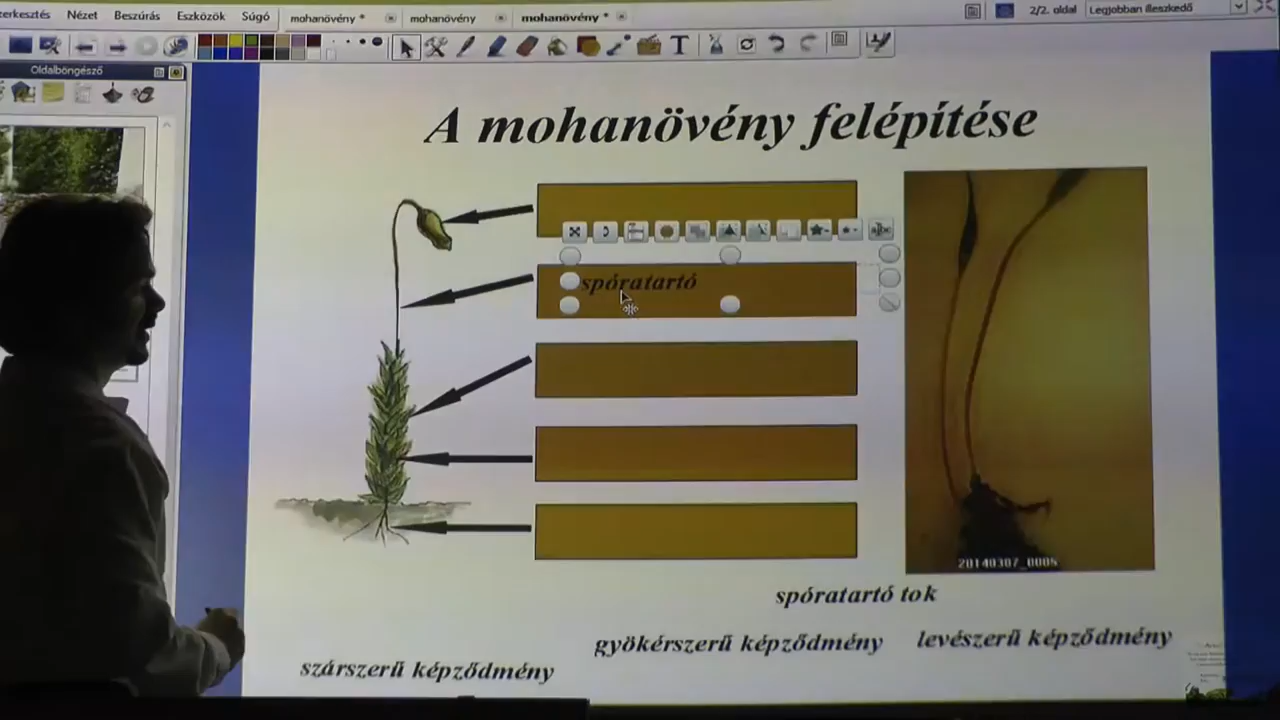 zerkesztés Nézet Beszúrás Eszközök Súgó
mohanövény *
mohanövény
mohanövény *
2/2. oldal
Legjobban illeszkedő
Oldalböngésző
A mohanövény felépítése
spóratartó
20140307_0005
spóratartó tok
gyökérszerű képződmény
levészerű képződmény
szárszerű képződmény